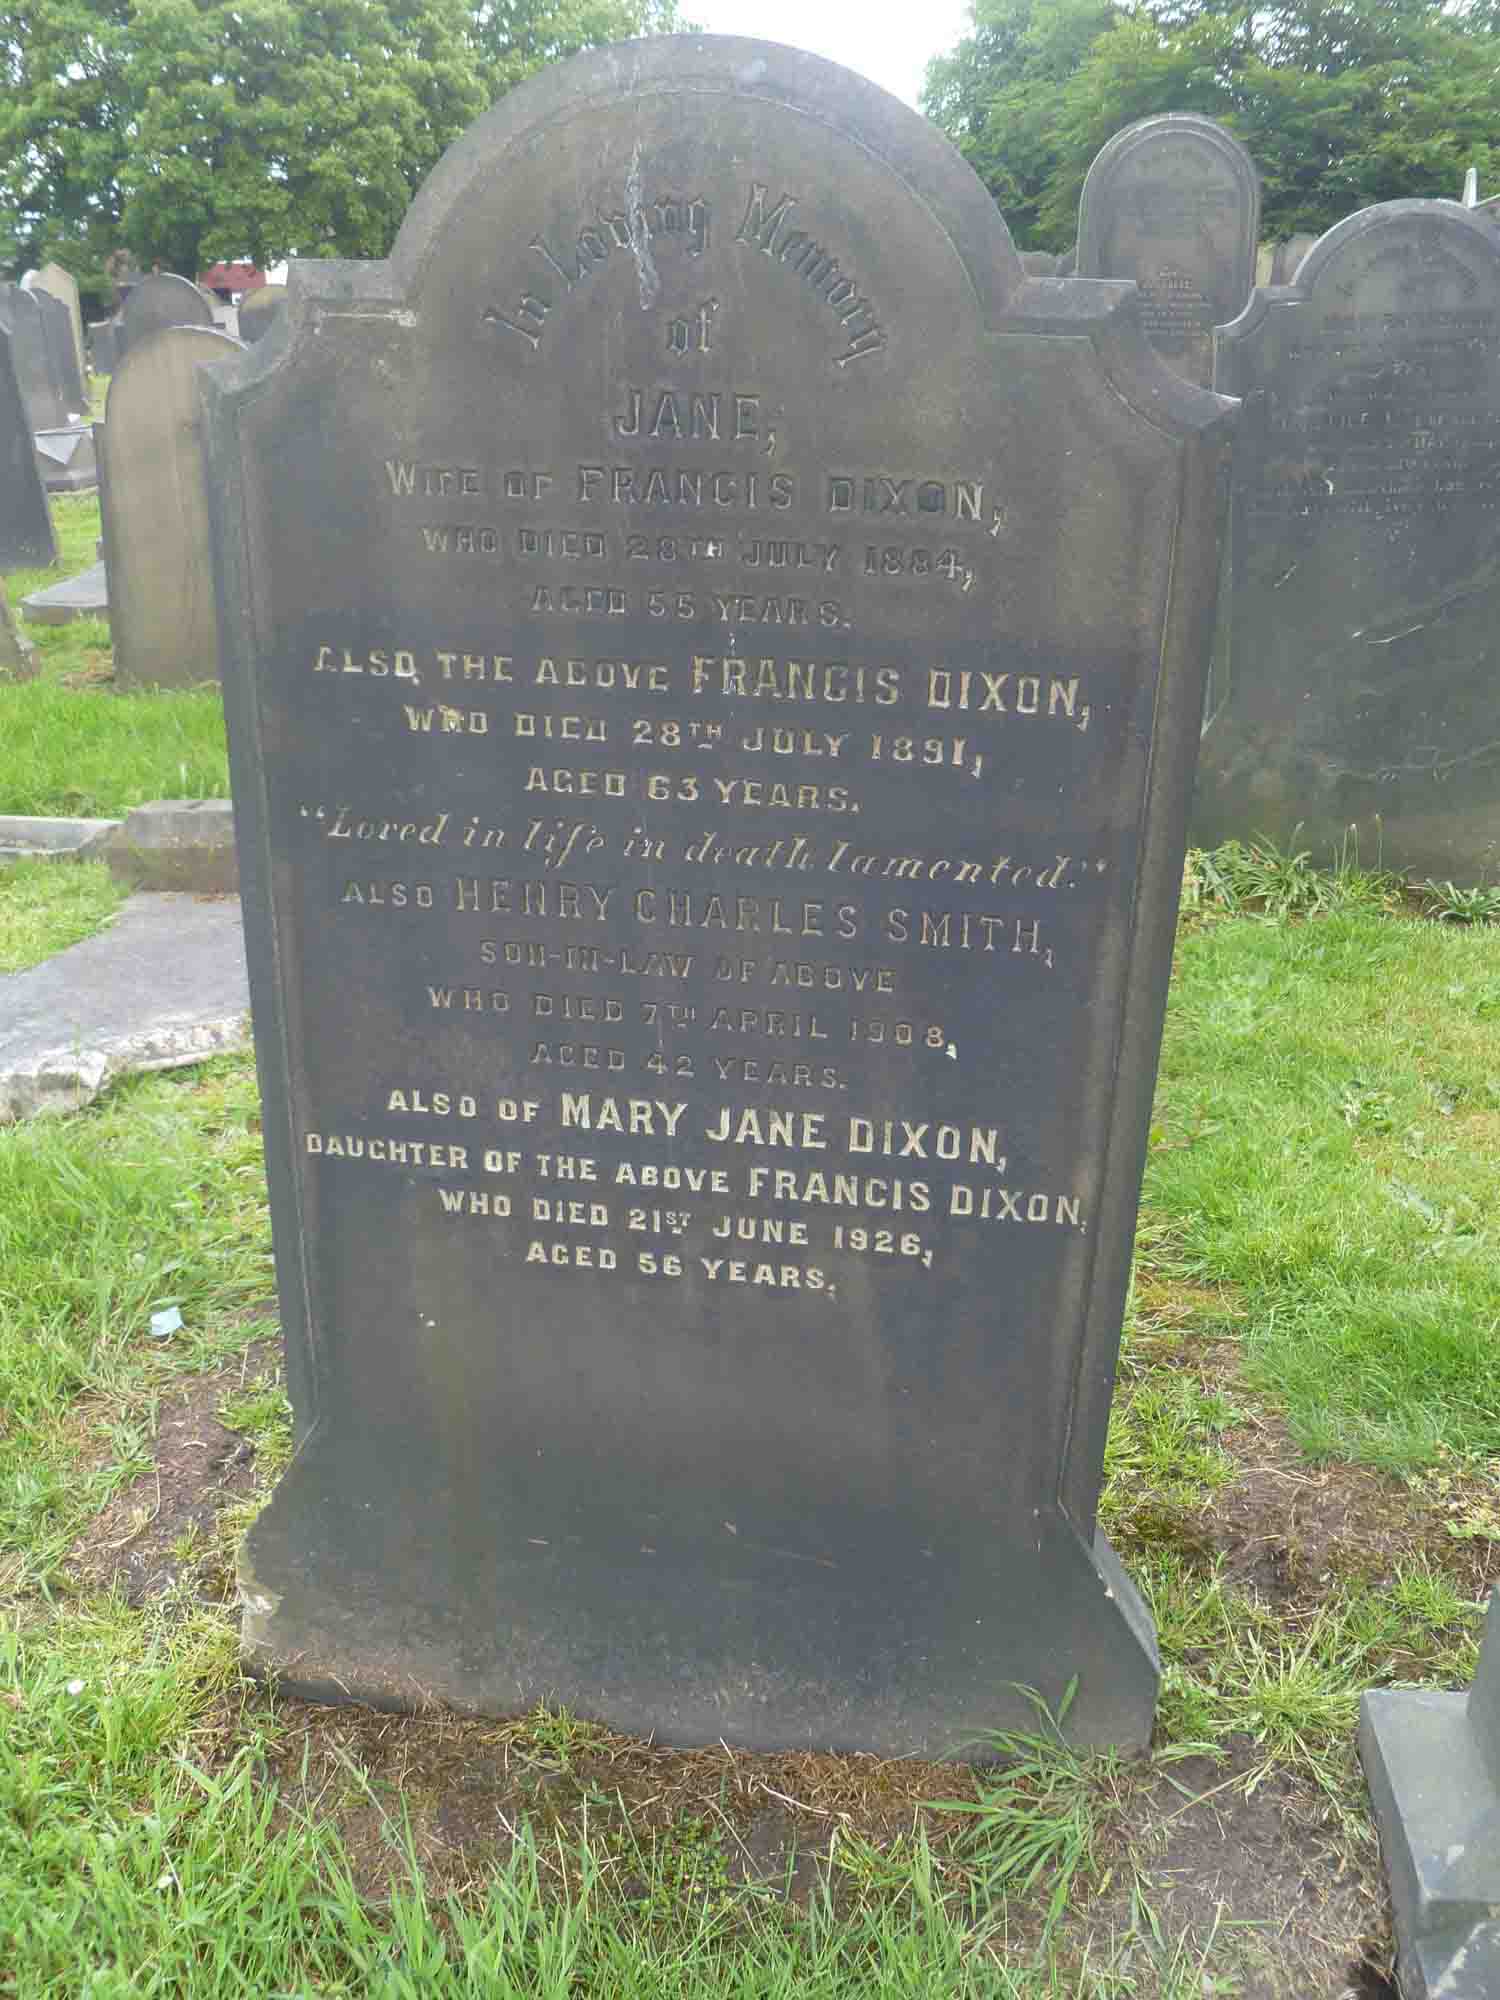 In Loving Memory
of
JANE,
WIFE OF FRANCIS DIXON,
WHO DIED 28TH JULY 1884,
AGED 55 YEARS.
ALSO, THE ABOVE FRANCIS DIXON,
WHO DIED 28TH JULY 1891,
AGED 63 YEARS.
"Loved in life in death lamented."
ALSO HENRY CHARLES SMITH,
SON-IN-LAW OF ABOVE
WHO DIED 7TH APRIL 1908,
AGED 42 YEARS.
ALSO OF MARY JANE DIXON,
DAUGHTER OF THE ABOVE FRANCIS DIXON,
WHO DIED 21ST JUNE 1926,
AGED 56 YEARS.